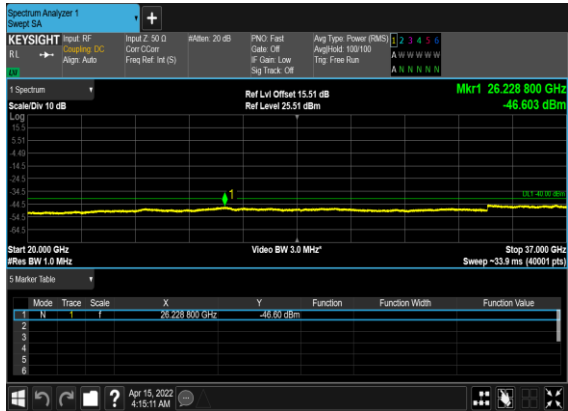 Spectrum Analyzer 1
Swept SA
+
KEYSIGHT Input: RF Input Z: 50 Ω #Atten: 20 dB PNO: Fast Avg Type: Power (RMS) 1 2 3 4 5 6
RL Coupling: DC Corr CCorr Gate: Off Avg|Hold: 100/100 A W W W W W
Align: Auto Freq Ref: Int (S) IF Gain: Low Trig: Free Run
Sig Track: Off A N N N N N
1 Spectrum Ref Lvl Offset 15.51 dB Mkr1 26.228 800 GHz
Scale/Div 10 dB Ref Level 25.51 dBm -46.603 dBm
Log
15.5
5.51
-4.49
-14.5
-24.5
-34.5 1 DL1 -40.00 dBm
-44.5
-54.5
-64.5
Start 20.000 GHz Video BW 3.0 MHz* Stop 37.000 GHz
#Res BW 1.0 MHz Sweep ~33.9 ms (40001 pts)
5 Marker Table
Mode Trace Scale X Y Function Function Width Function Value
1 N 1 f 26.228 800 GHz -46.60 dBm
2
3
4
5
6
? Apr 15, 2022
4:15:11 AM